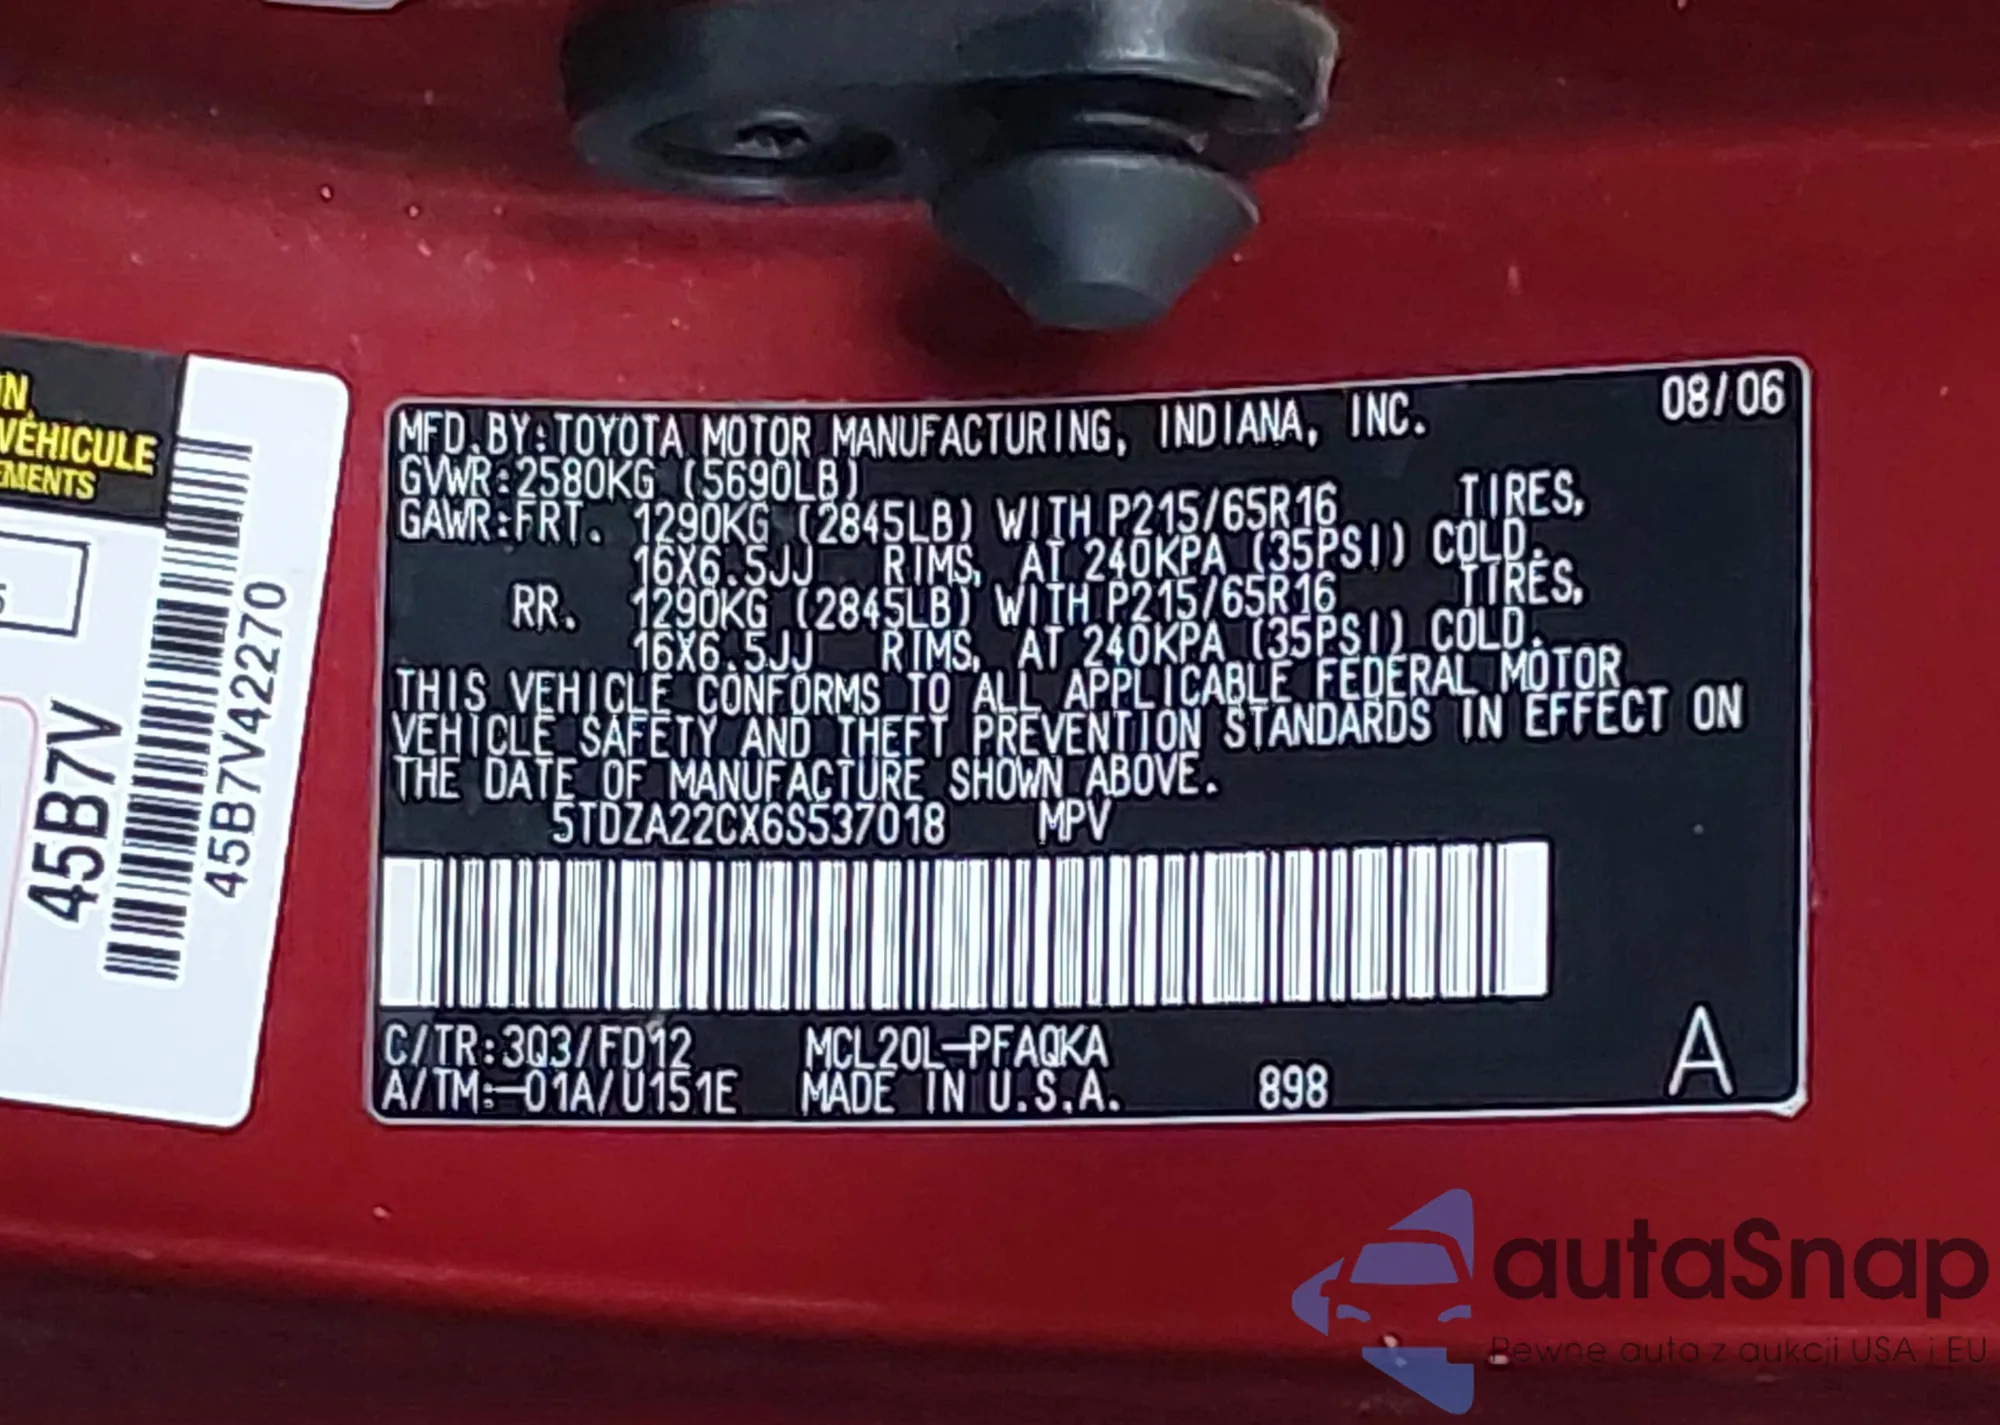 VEHICULE
45B7V
45B7V42270
08/06
MFD.BY:TOYOTA MOTOR MANUFACTURING, INDIANA, INC.
GVWR:2580KG (5690LB)
GAWR:FRT. 1290KG (2845LB) WITH P215/65R16 TIRES,
16X6.5JJ RIMS, AT 240KPA (35PSI) COLD.
RR. 1290KG (2845LB) WITH P215/65R16 TIRES,
16X6.5JJ RIMS, AT 240KPA (35PSI) COLD.
THIS VEHICLE CONFORMS TO ALL APPLICABLE FEDERAL MOTOR
VEHICLE SAFETY AND THEFT PREVENTION STANDARDS IN EFFECT ON
THE DATE OF MANUFACTURE SHOWN ABOVE.
5TDZA22CX6S537018 MPV
C/TR:3Q3/FD12 MCL20L-PFAQKA
A/TM:-01A/U151E MADE IN U.S.A. 898 A
autaSnap
Pewne auta z aukcji USA i EU